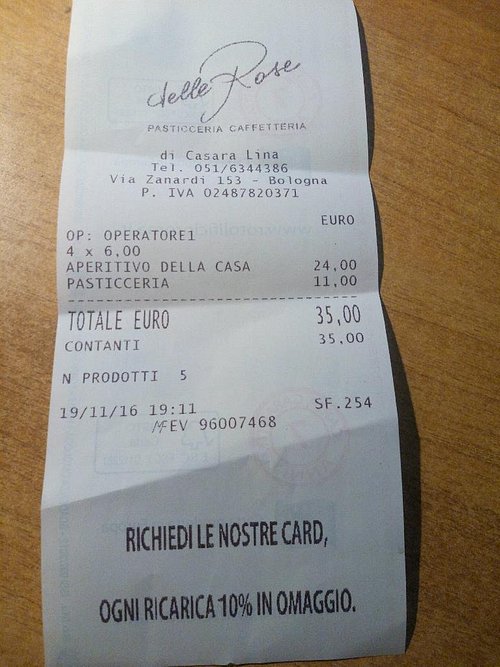 delle Rose
PASTICCERIA CAFFETTERIA
di Casara Lina
Tel. 051/6344386
Via Zanardi 153 - Bologna
P. IVA 02487820371
EURO
OP: OPERATORE1
4 x 6,00
APERITIVO DELLA CASA 24,00
PASTICCERIA 11,00
TOTALE EURO 35,00
CONTANTI 35,00
N PRODOTTI 5
19/11/16 19:11 SF.254
MFEV 96007468
RICHIEDI LE NOSTRE CARD,
OGNI RICARICA 10% IN OMAGGIO.